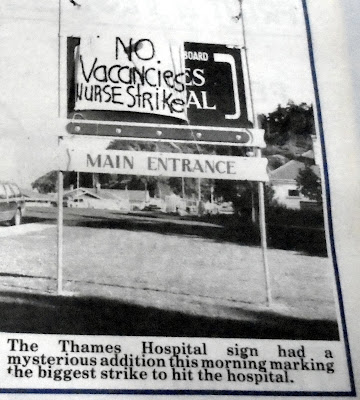 NO
Vacancies
NURSE STRIKE
BOARD
ES
AL
MAIN ENTRANCE
The Thames Hospital sign had a
mysterious addition this morning marking
the biggest strike to hit the hospital.